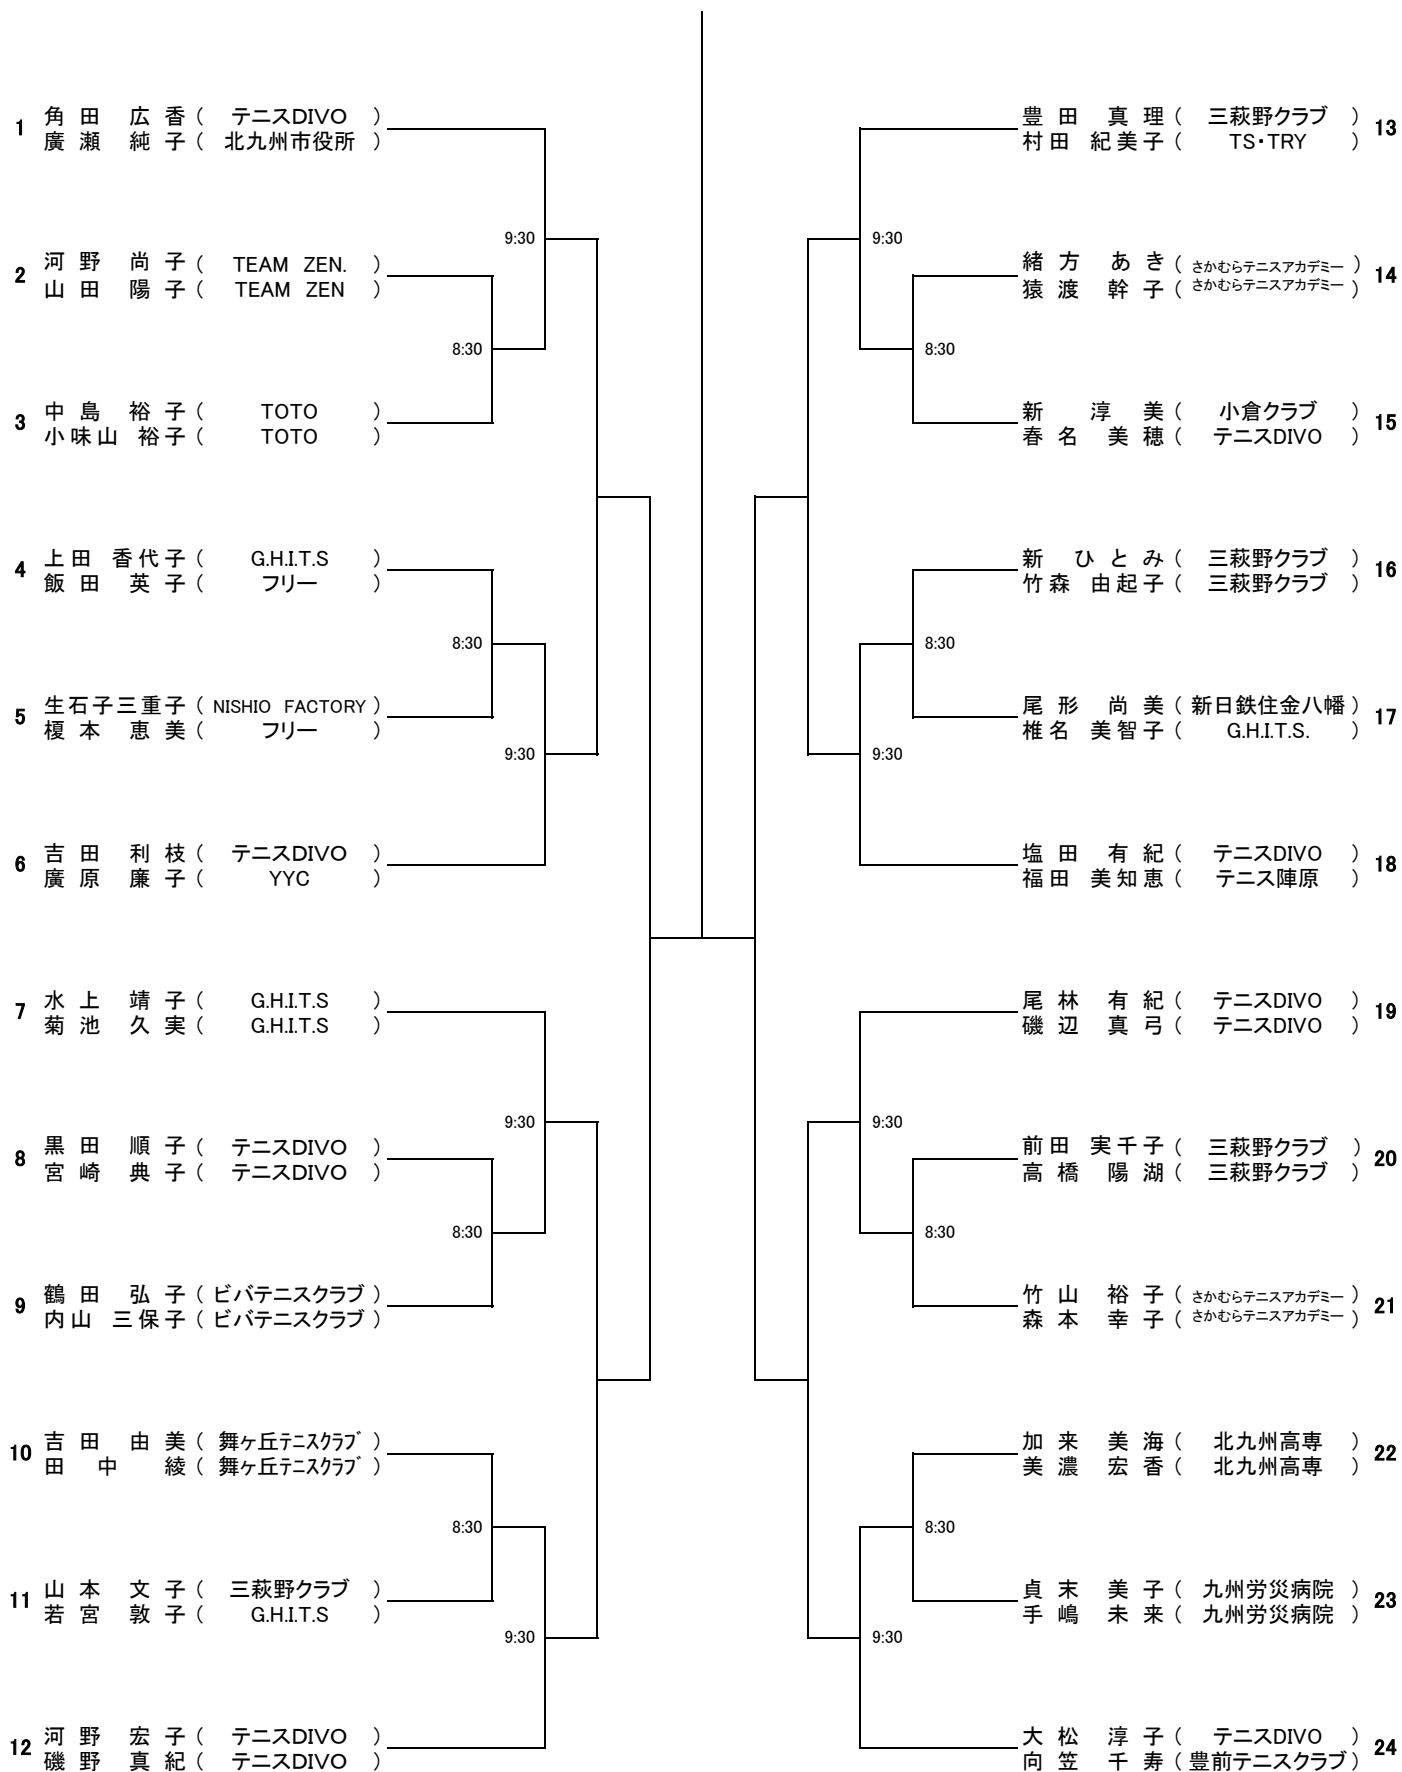 1 角田 広香 ( テニスDIVO )
廣瀬 純子 ( 北九州市役所 )
9:30
2 河野 尚子 ( TEAM ZEN. )
山田 陽子 ( TEAM ZEN )
8:30
3 中島 裕子 ( TOTO )
小味山 裕子 ( TOTO )
4 上田 香代子 ( G.H.I.T.S )
飯田 英子 ( フリー )
8:30
5 生石子三重子 ( NISHIO FACTORY )
榎本 恵美 ( フリー )
9:30
6 吉田 利枝 ( テニスDIVO )
廣原 廉子 ( YYC )
7 水上 靖子 ( G.H.I.T.S )
菊池 久実 ( G.H.I.T.S )
9:30
8 黒田 順子 ( テニスDIVO )
宮崎 典子 ( テニスDIVO )
8:30
9 鶴田 弘子 ( ビバテニスクラブ )
内山 三保子 ( ビバテニスクラブ )
10 吉田 由美 ( 舞ヶ丘ﾃﾆｽｸﾗﾌﾞ )
田中 綾 ( 舞ヶ丘ﾃﾆｽｸﾗﾌﾞ )
8:30
11 山本 文子 ( 三萩野クラブ )
若宮 敦子 ( G.H.I.T.S )
9:30
12 河野 宏子 ( テニスDIVO )
磯野 真紀 ( テニスDIVO )
豊田 真理 ( 三萩野クラブ ) 13
村田 紀美子 ( TS・TRY )
9:30
緒方 あき ( さかむらテニスアカデミー ) 14
猿渡 幹子 ( さかむらテニスアカデミー )
8:30
新 淳美 ( 小倉クラブ ) 15
春名 美穂 ( テニスDIVO )
新 ひとみ ( 三萩野クラブ ) 16
竹森 由起子 ( 三萩野クラブ )
8:30
尾形 尚美 ( 新日鉄住金八幡 ) 17
椎名 美智子 ( G.H.I.T.S. )
9:30
塩田 有紀 ( テニスDIVO ) 18
福田 美知恵 ( テニス陣原 )
尾林 有紀 ( テニスDIVO ) 19
磯辺 真弓 ( テニスDIVO )
9:30
前田 実千子 ( 三萩野クラブ ) 20
高橋 陽湖 ( 三萩野クラブ )
8:30
竹山 裕子 ( さかむらテニスアカデミー ) 21
森本 幸子 ( さかむらテニスアカデミー )
加来 美海 ( 北九州高専 ) 22
美濃 宏香 ( 北九州高専 )
8:30
貞末 美子 ( 九州労災病院 ) 23
手嶋 未来 ( 九州労災病院 )
9:30
大松 淳子 ( テニスDIVO ) 24
向笠 千寿 ( 豊前テニスクラブ )